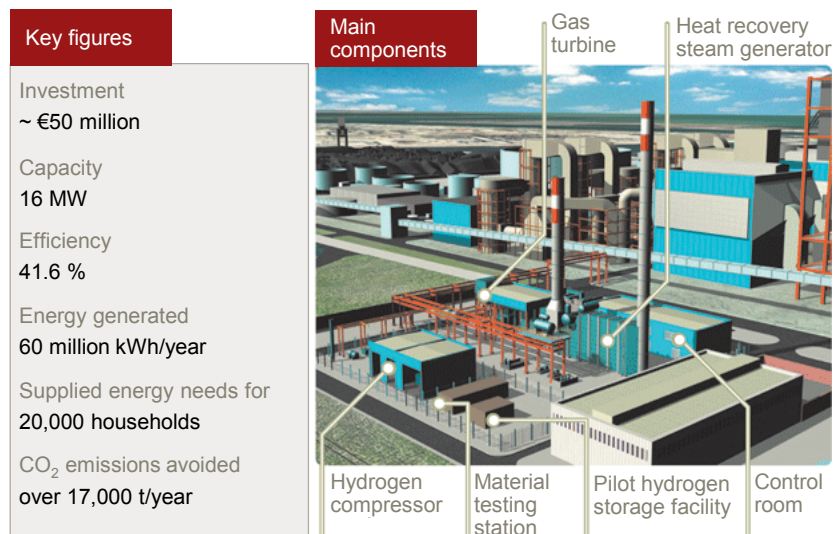 Key figures
Investment
~ €50 million
Capacity
16 MW
Efficiency
41.6 %
Energy generated
60 million kWh/year
Supplied energy needs for
20,000 households
CO₂ emissions avoided
over 17,000 t/year
Main
components
Gas
turbine
Heat recovery
steam generator
Hydrogen
compressor
Material
testing
station
Pilot hydrogen
storage facility
Control
room